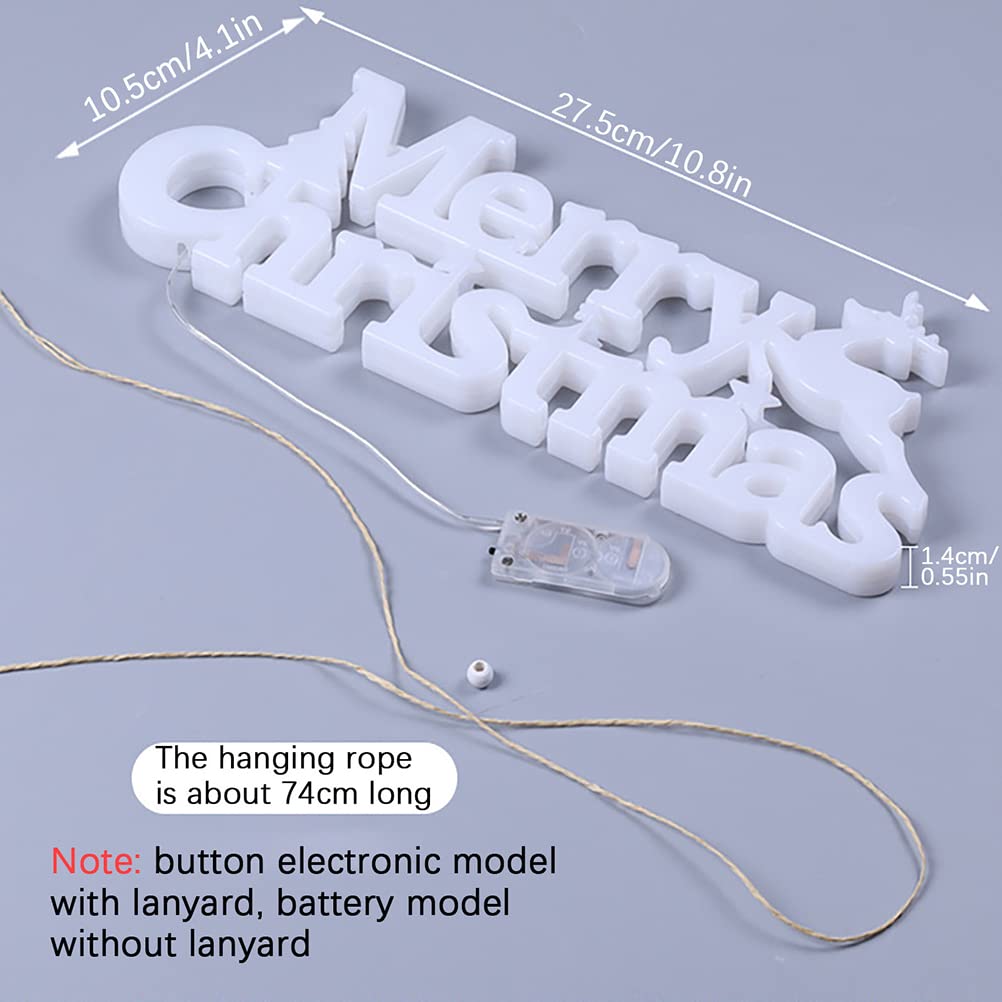 10.5cm/4.1in
27.5cm/10.8in
Merry
Christmas
1.4cm/
0.55in
The hanging rope
is about 74cm long
Note: button electronic model
with lanyard, battery model
without lanyard